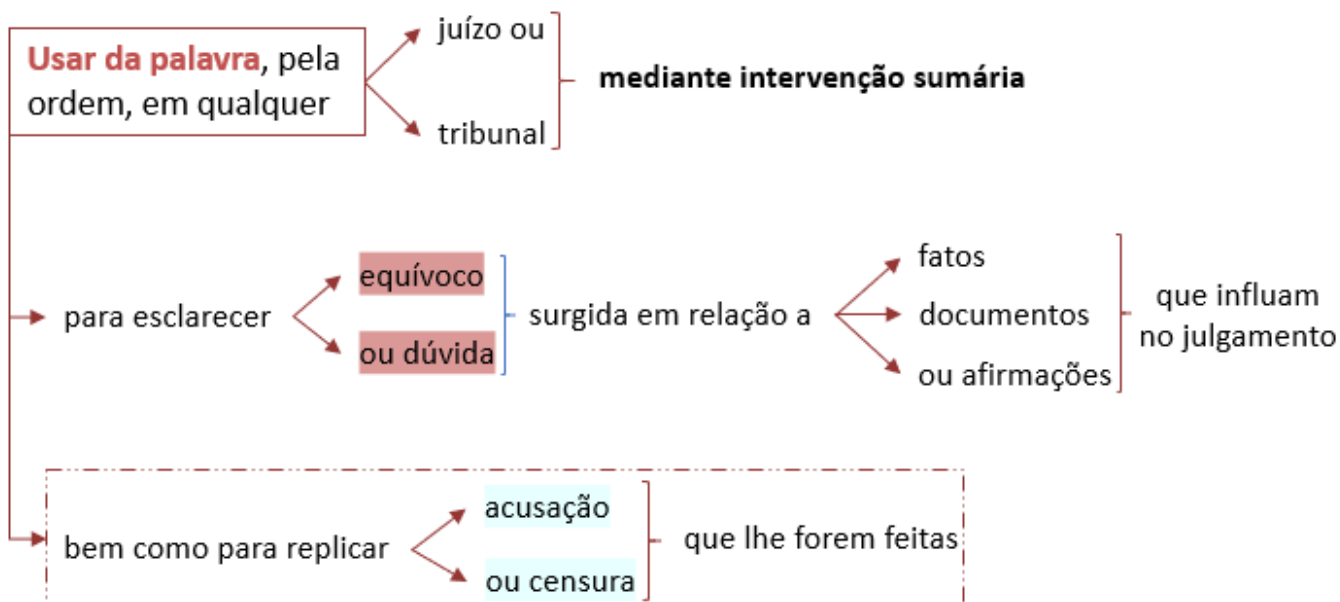 Usar da palavra, pela
ordem, em qualquer
juízo ou
tribunal
mediante intervenção sumária
para esclarecer
equívoco
ou dúvida
surgida em relação a
fatos
documentos
ou afirmações
que influam
no julgamento
bem como para replicar
acusação
ou censura
que lhe forem feitas